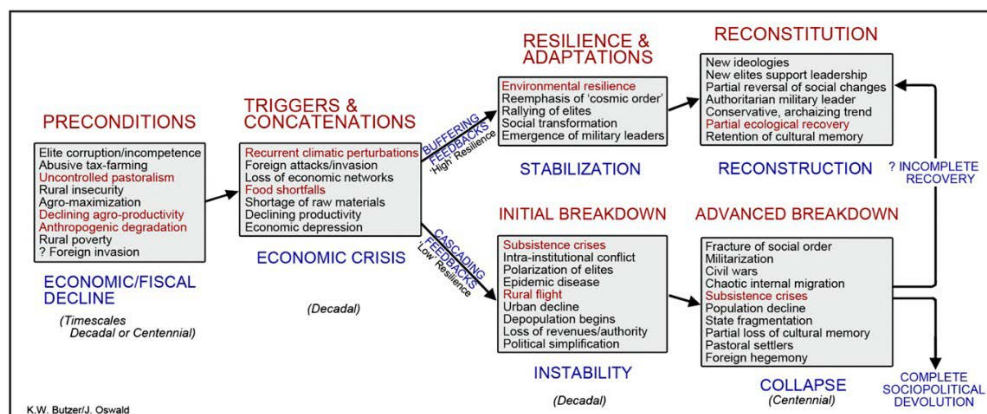 PRECONDITIONS
Elite corruption/incompetence
Abusive tax-farming
Uncontrolled pastoralism
Rural insecurity
Agro-maximization
Declining agro-productivity
Anthropogenic degradation
Rural poverty
? Foreign invasion
ECONOMIC/FISCAL
DECLINE
(Timescales
Decadal or Centennial)
TRIGGERS &
CONCATENATIONS
Recurrent climatic perturbations
Foreign attacks/invasion
Loss of economic networks
Food shortfalls
Shortage of raw materials
Declining productivity
Economic depression
ECONOMIC CRISIS
(Decadal)
BUFFERING
FEEDBACKS
'High' Resilience
CASCADING
FEEDBACKS
'Low' Resilience
RESILIENCE &
ADAPTATIONS
Environmental resilience
Reemphasis of 'cosmic order'
Rallying of elites
Social transformation
Emergence of military leaders
STABILIZATION
RECONSTITUTION
New ideologies
New elites support leadership
Partial reversal of social changes
Authoritarian military leader
Conservative, archaizing trend
Partial ecological recovery
Retention of cultural memory
RECONSTRUCTION
? INCOMPLETE
RECOVERY
INITIAL BREAKDOWN
Subsistence crises
Intra-institutional conflict
Polarization of elites
Epidemic disease
Rural flight
Urban decline
Depopulation begins
Loss of revenues/authority
Political simplification
INSTABILITY
(Decadal)
ADVANCED BREAKDOWN
Fracture of social order
Militarization
Civil wars
Chaotic internal migration
Subsistence crises
Population decline
State fragmentation
Partial loss of cultural memory
Pastoral settlers
Foreign hegemony
COLLAPSE
(Centennial)
COMPLETE
SOCIOPOLITICAL
DEVOLUTION
K.W. Butzer/J. Oswald